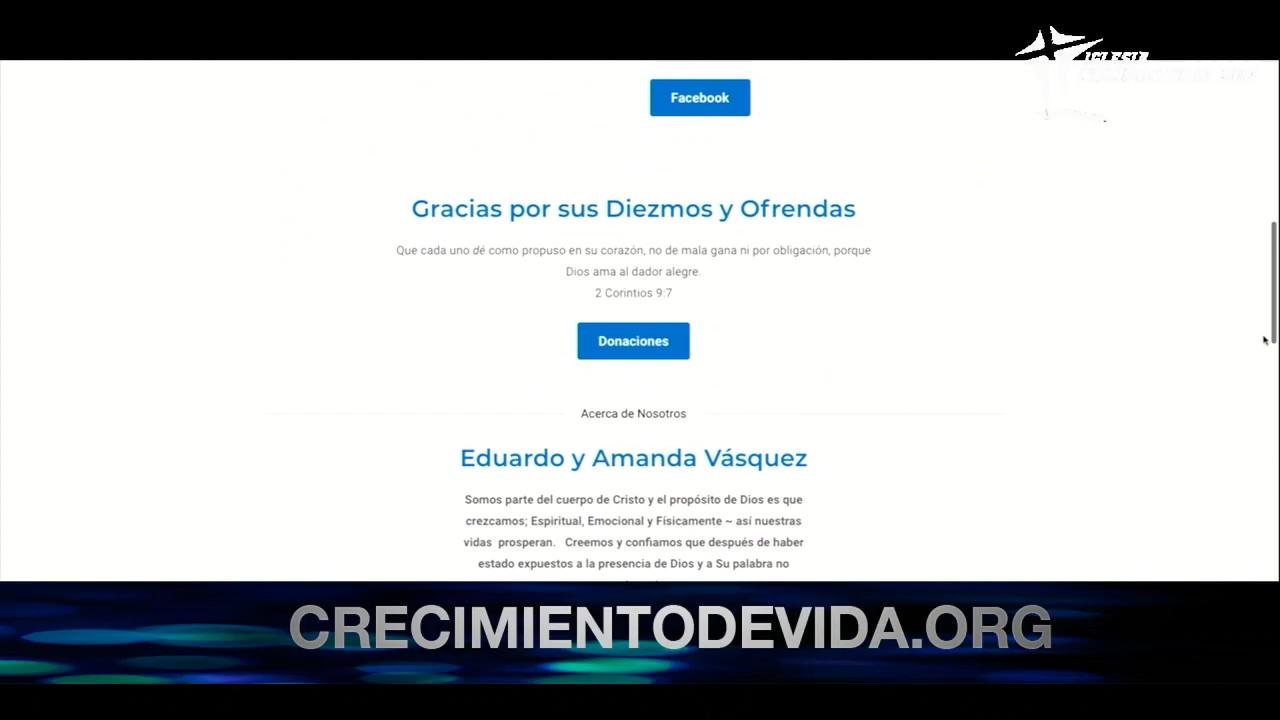 IGLESIA
Facebook
Gracias por sus Diezmos y Ofrendas
Que cada uno dé como propuso en su corazón, no de mala gana ni por obligación, porque
Dios ama al dador alegre.
2 Corintios 9:7
Donaciones
Acerca de Nosotros
Eduardo y Amanda Vásquez
Somos parte del cuerpo de Cristo y el propósito de Dios es que
crezcamos; Espiritual, Emocional y Físicamente ~ así nuestras
vidas prosperan. Creemos y confiamos que después de haber
estado expuestos a la presencia de Dios y a Su palabra no
CRECIMIENTODEVIDA.ORG